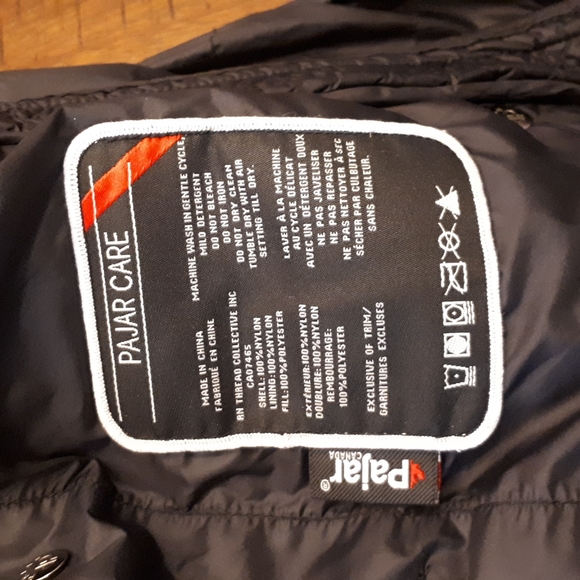 PAJAR CARE
MACHINE WASH IN GENTLE CYCLE,
MILD DETERGENT
DO NOT BLEACH
DO NOT IRON
DO NOT DRY CLEAN
TUMBLE DRY WITH AIR
SETTING TILL DRY.
LAVER À LA MACHINE
AU CYCLE DÉLICAT
AVEC UN DÉTERGENT DOUX
NE PAS JAVELISER
NE PAS REPASSER
NE PAS NETTOYER À SEC
SÉCHER PAR CULBUTADE
SANS CHALEUR.
MADE IN CHINA
FABRIQUÉ EN CHINE
RN THREAD COLLECTIVE INC
CA07465
SHELL:100%NYLON
LINING:100%NYLON
FILL:100%POLYESTER
EXTÉRIEUR:100%NYLON
DOUBLURE:100%NYLON
REMBOURRAGE:
100%POLYESTER
EXCLUSIVE OF TRIM/
GARNITURES EXCLUSES
Pajar®
CANADA